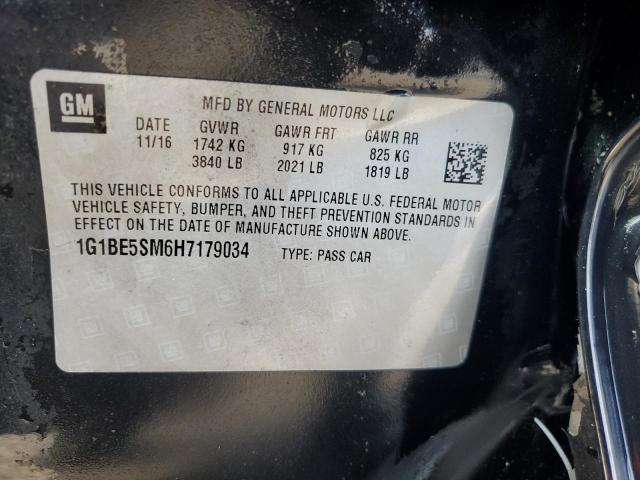 GM
MFD BY GENERAL MOTORS LLC
DATE GVWR GAWR FRT GAWR RR
11/16 1742 KG 917 KG 825 KG
3840 LB 2021 LB 1819 LB
THIS VEHICLE CONFORMS TO ALL APPLICABLE U.S. FEDERAL MOTOR
VEHICLE SAFETY, BUMPER, AND THEFT PREVENTION STANDARDS IN
EFFECT ON THE DATE OF MANUFACTURE SHOWN ABOVE.
1G1BE5SM6H7179034 TYPE: PASS CAR